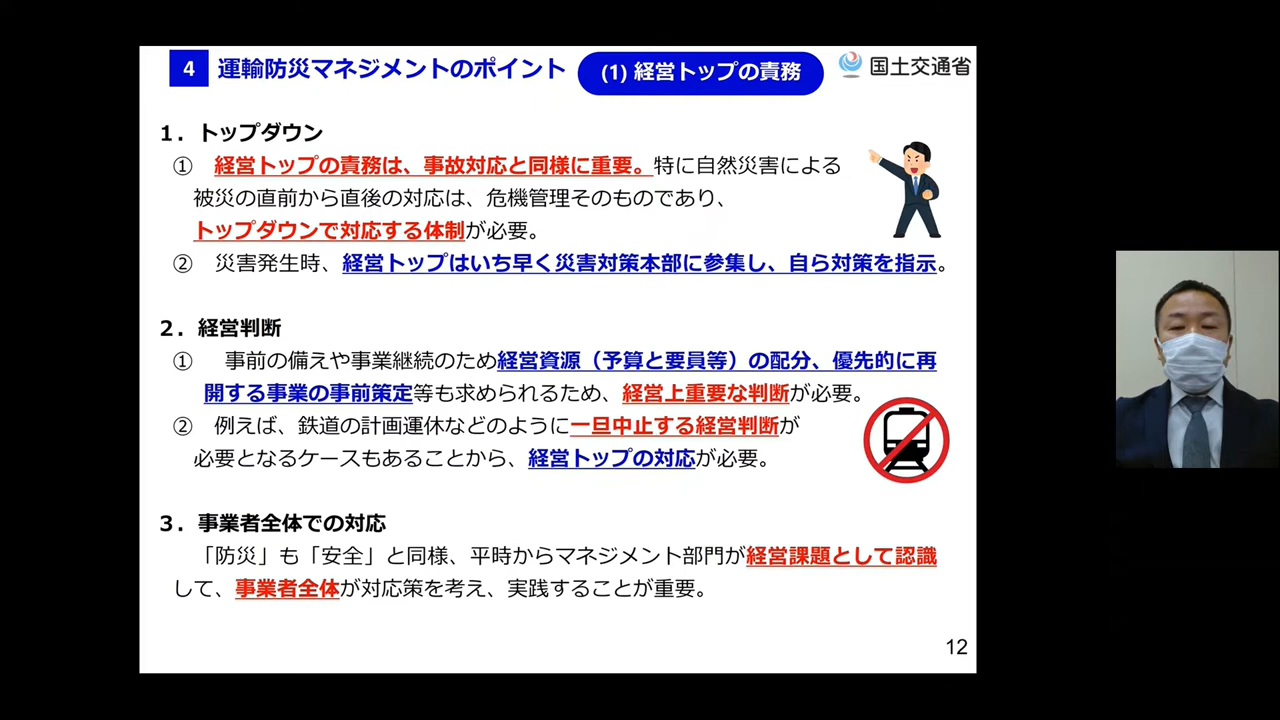 4 運輸防災マネジメントのポイント (1) 経営トップの責務 国土交通省
１．トップダウン
① 経営トップの責務は、事故対応と同様に重要。特に自然災害による
被災の直前から直後の対応は、危機管理そのものであり、
トップダウンで対応する体制が必要。
② 災害発生時、経営トップはいち早く災害対策本部に参集し、自ら対策を指示。
２．経営判断
① 事前の備えや事業継続のため経営資源（予算と要員等）の配分、優先的に再
開する事業の事前策定等も求められるため、経営上重要な判断が必要。
② 例えば、鉄道の計画運休などのように一旦中止する経営判断が
必要となるケースもあることから、経営トップの対応が必要。
３．事業者全体での対応
「防災」も「安全」と同様、平時からマネジメント部門が経営課題として認識
して、事業者全体が対応策を考え、実践することが重要。
12